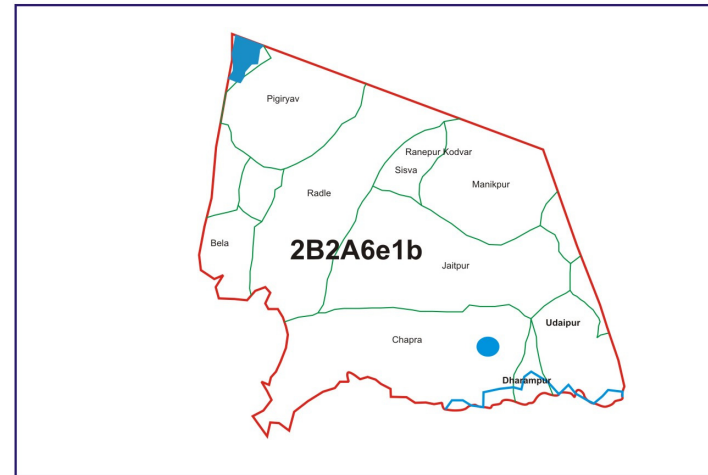 Pigiryav
Ranepur Kodvar
Sisva
Manikpur
Radle
Bela
2B2A6e1b
Jaitpur
Udaipur
Chapra
Dharampur